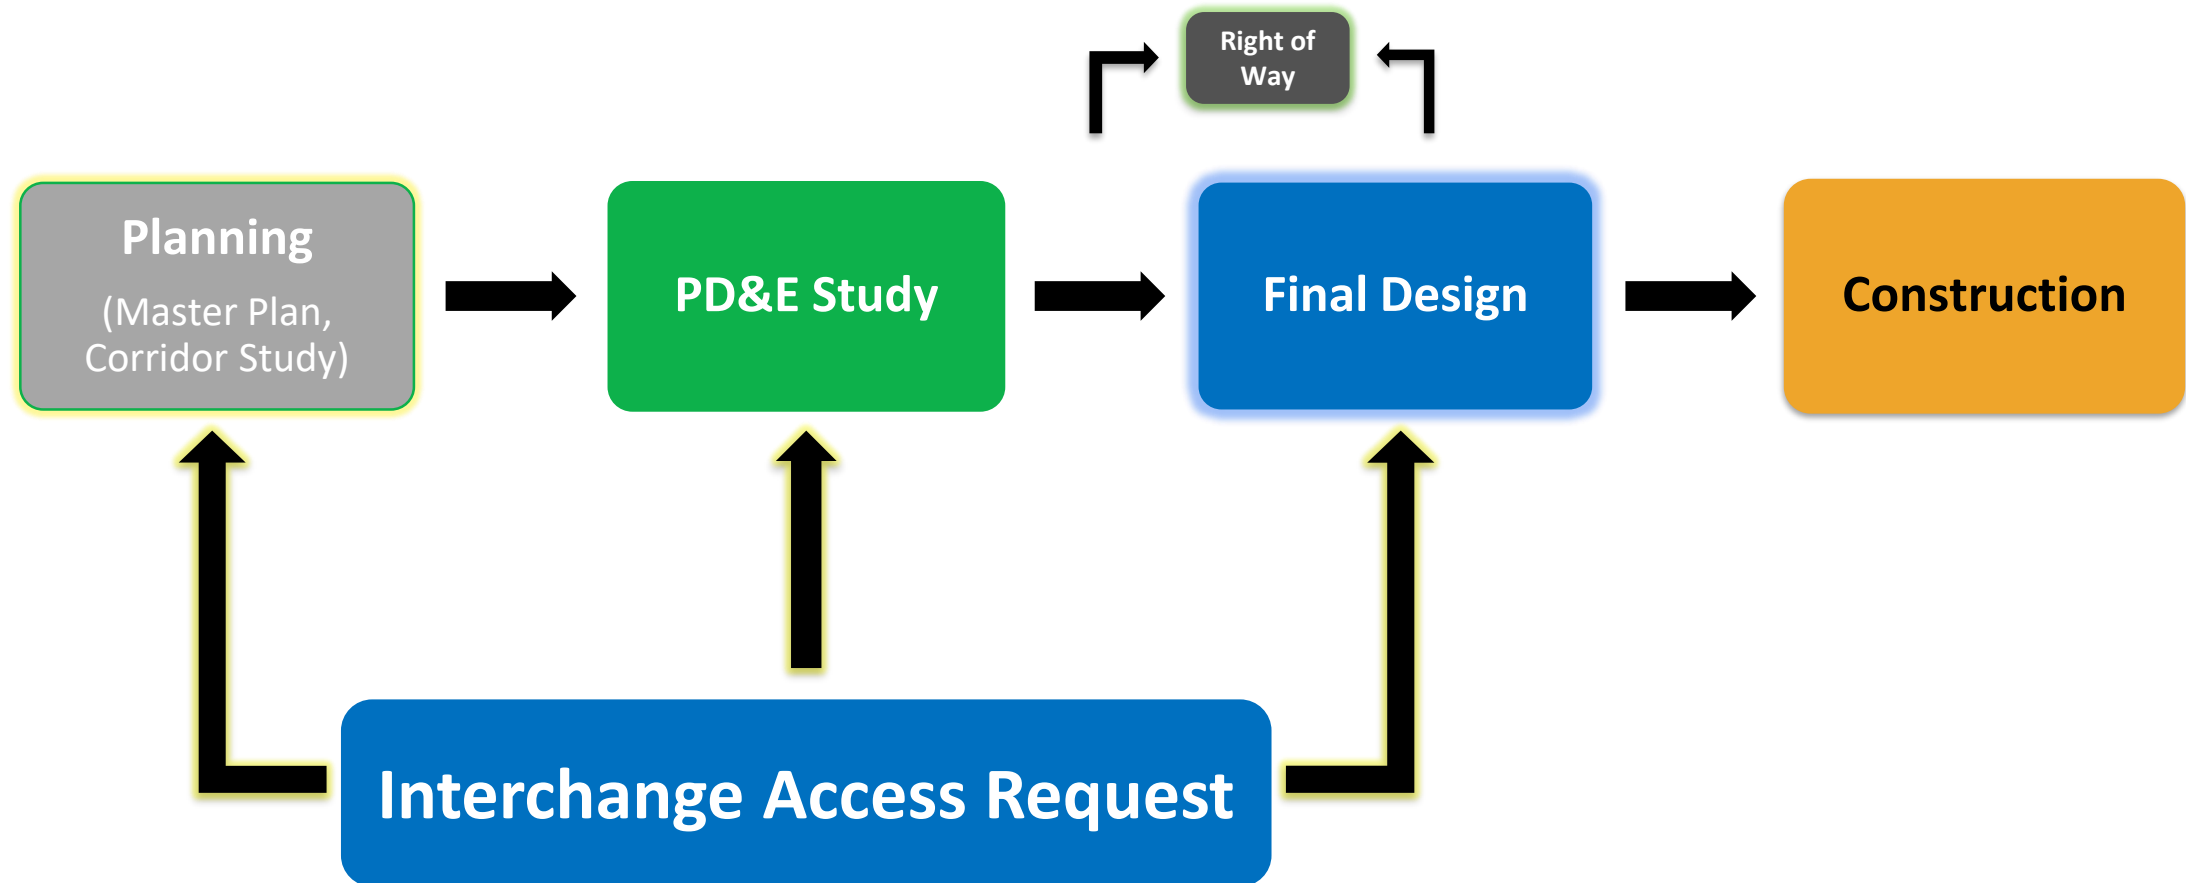 Right of
Way
Planning
(Master Plan,
Corridor Study)
PD&E Study
Final Design
Construction
Interchange Access Request